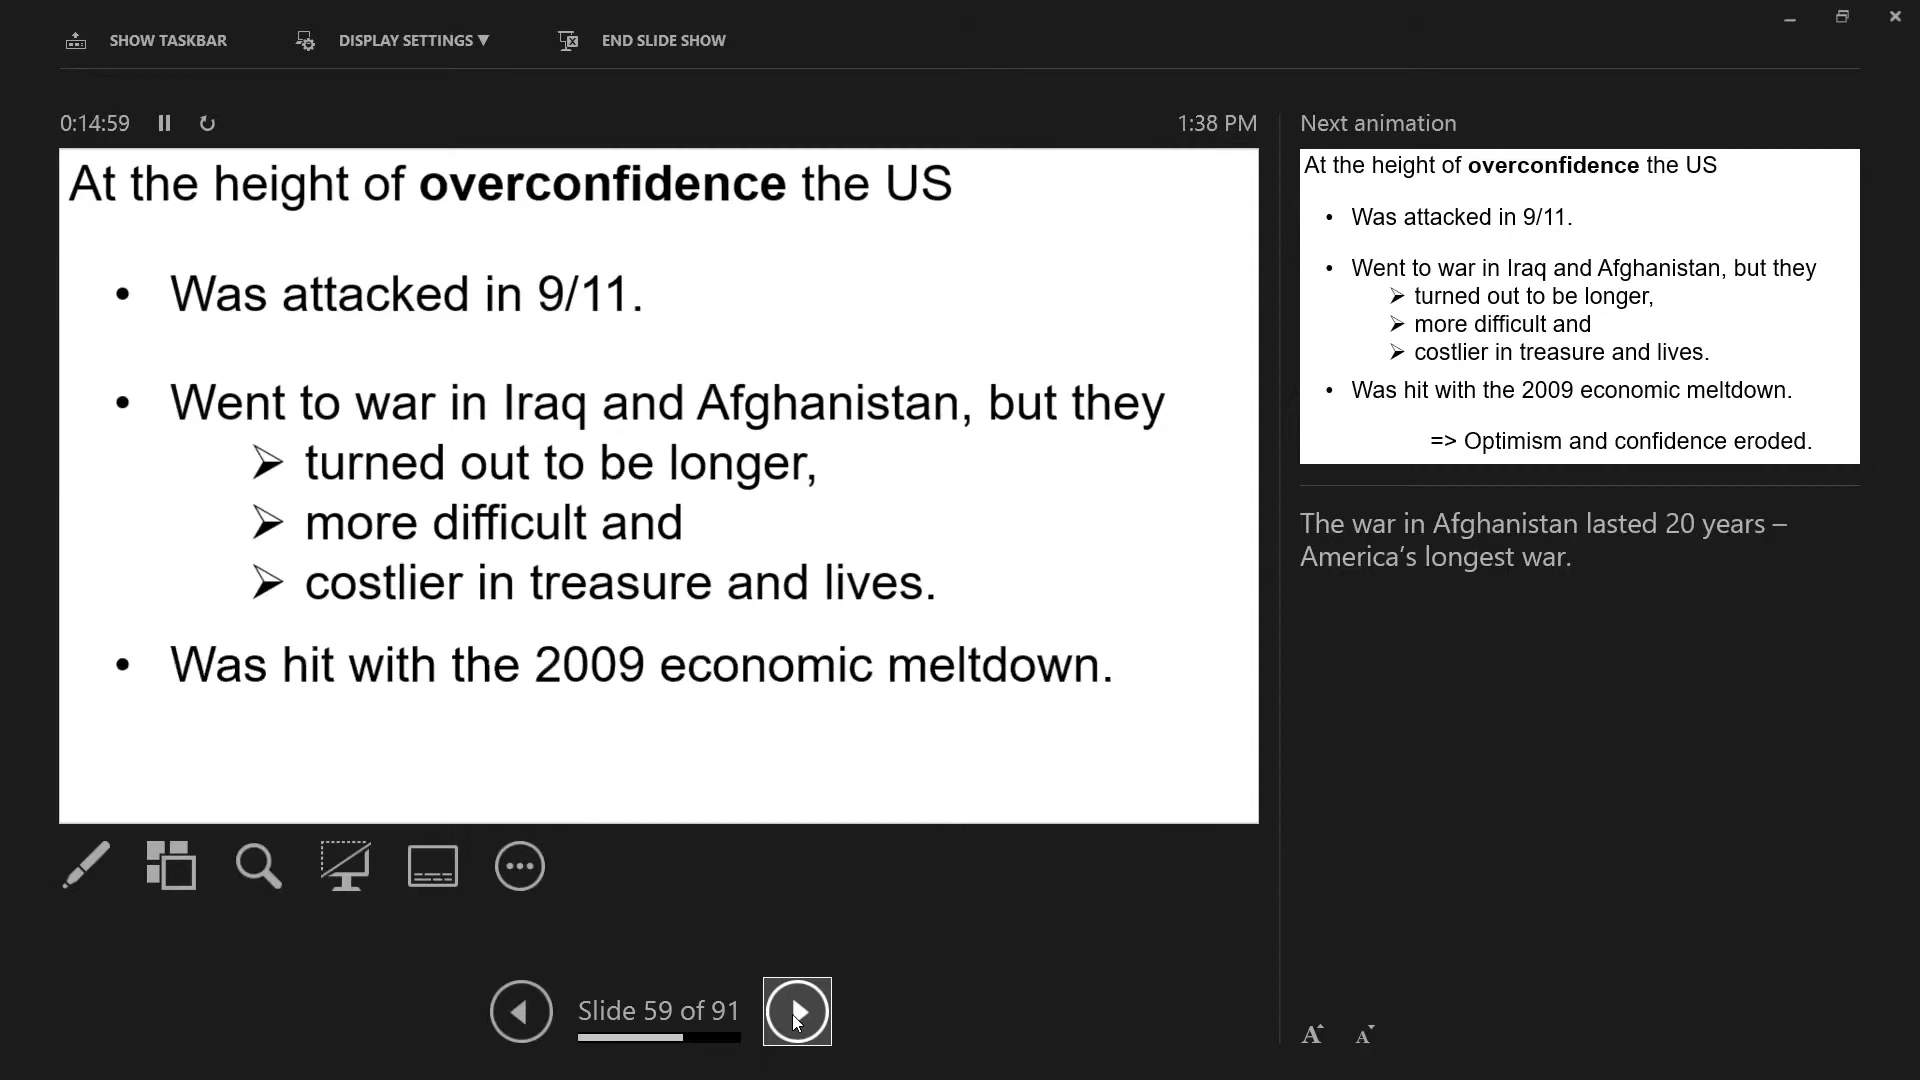 SHOW TASKBAR
DISPLAY SETTINGS ▼
END SLIDE SHOW
0:14:59
1:38 PM
At the height of overconfidence the US
• Was attacked in 9/11.
• Went to war in Iraq and Afghanistan, but they
➢ turned out to be longer,
➢ more difficult and
➢ costlier in treasure and lives.
• Was hit with the 2009 economic meltdown.
Slide 59 of 91
Next animation
At the height of overconfidence the US
• Was attacked in 9/11.
• Went to war in Iraq and Afghanistan, but they
➢ turned out to be longer,
➢ more difficult and
➢ costlier in treasure and lives.
• Was hit with the 2009 economic meltdown.
=> Optimism and confidence eroded.
The war in Afghanistan lasted 20 years –
America’s longest war.
A A